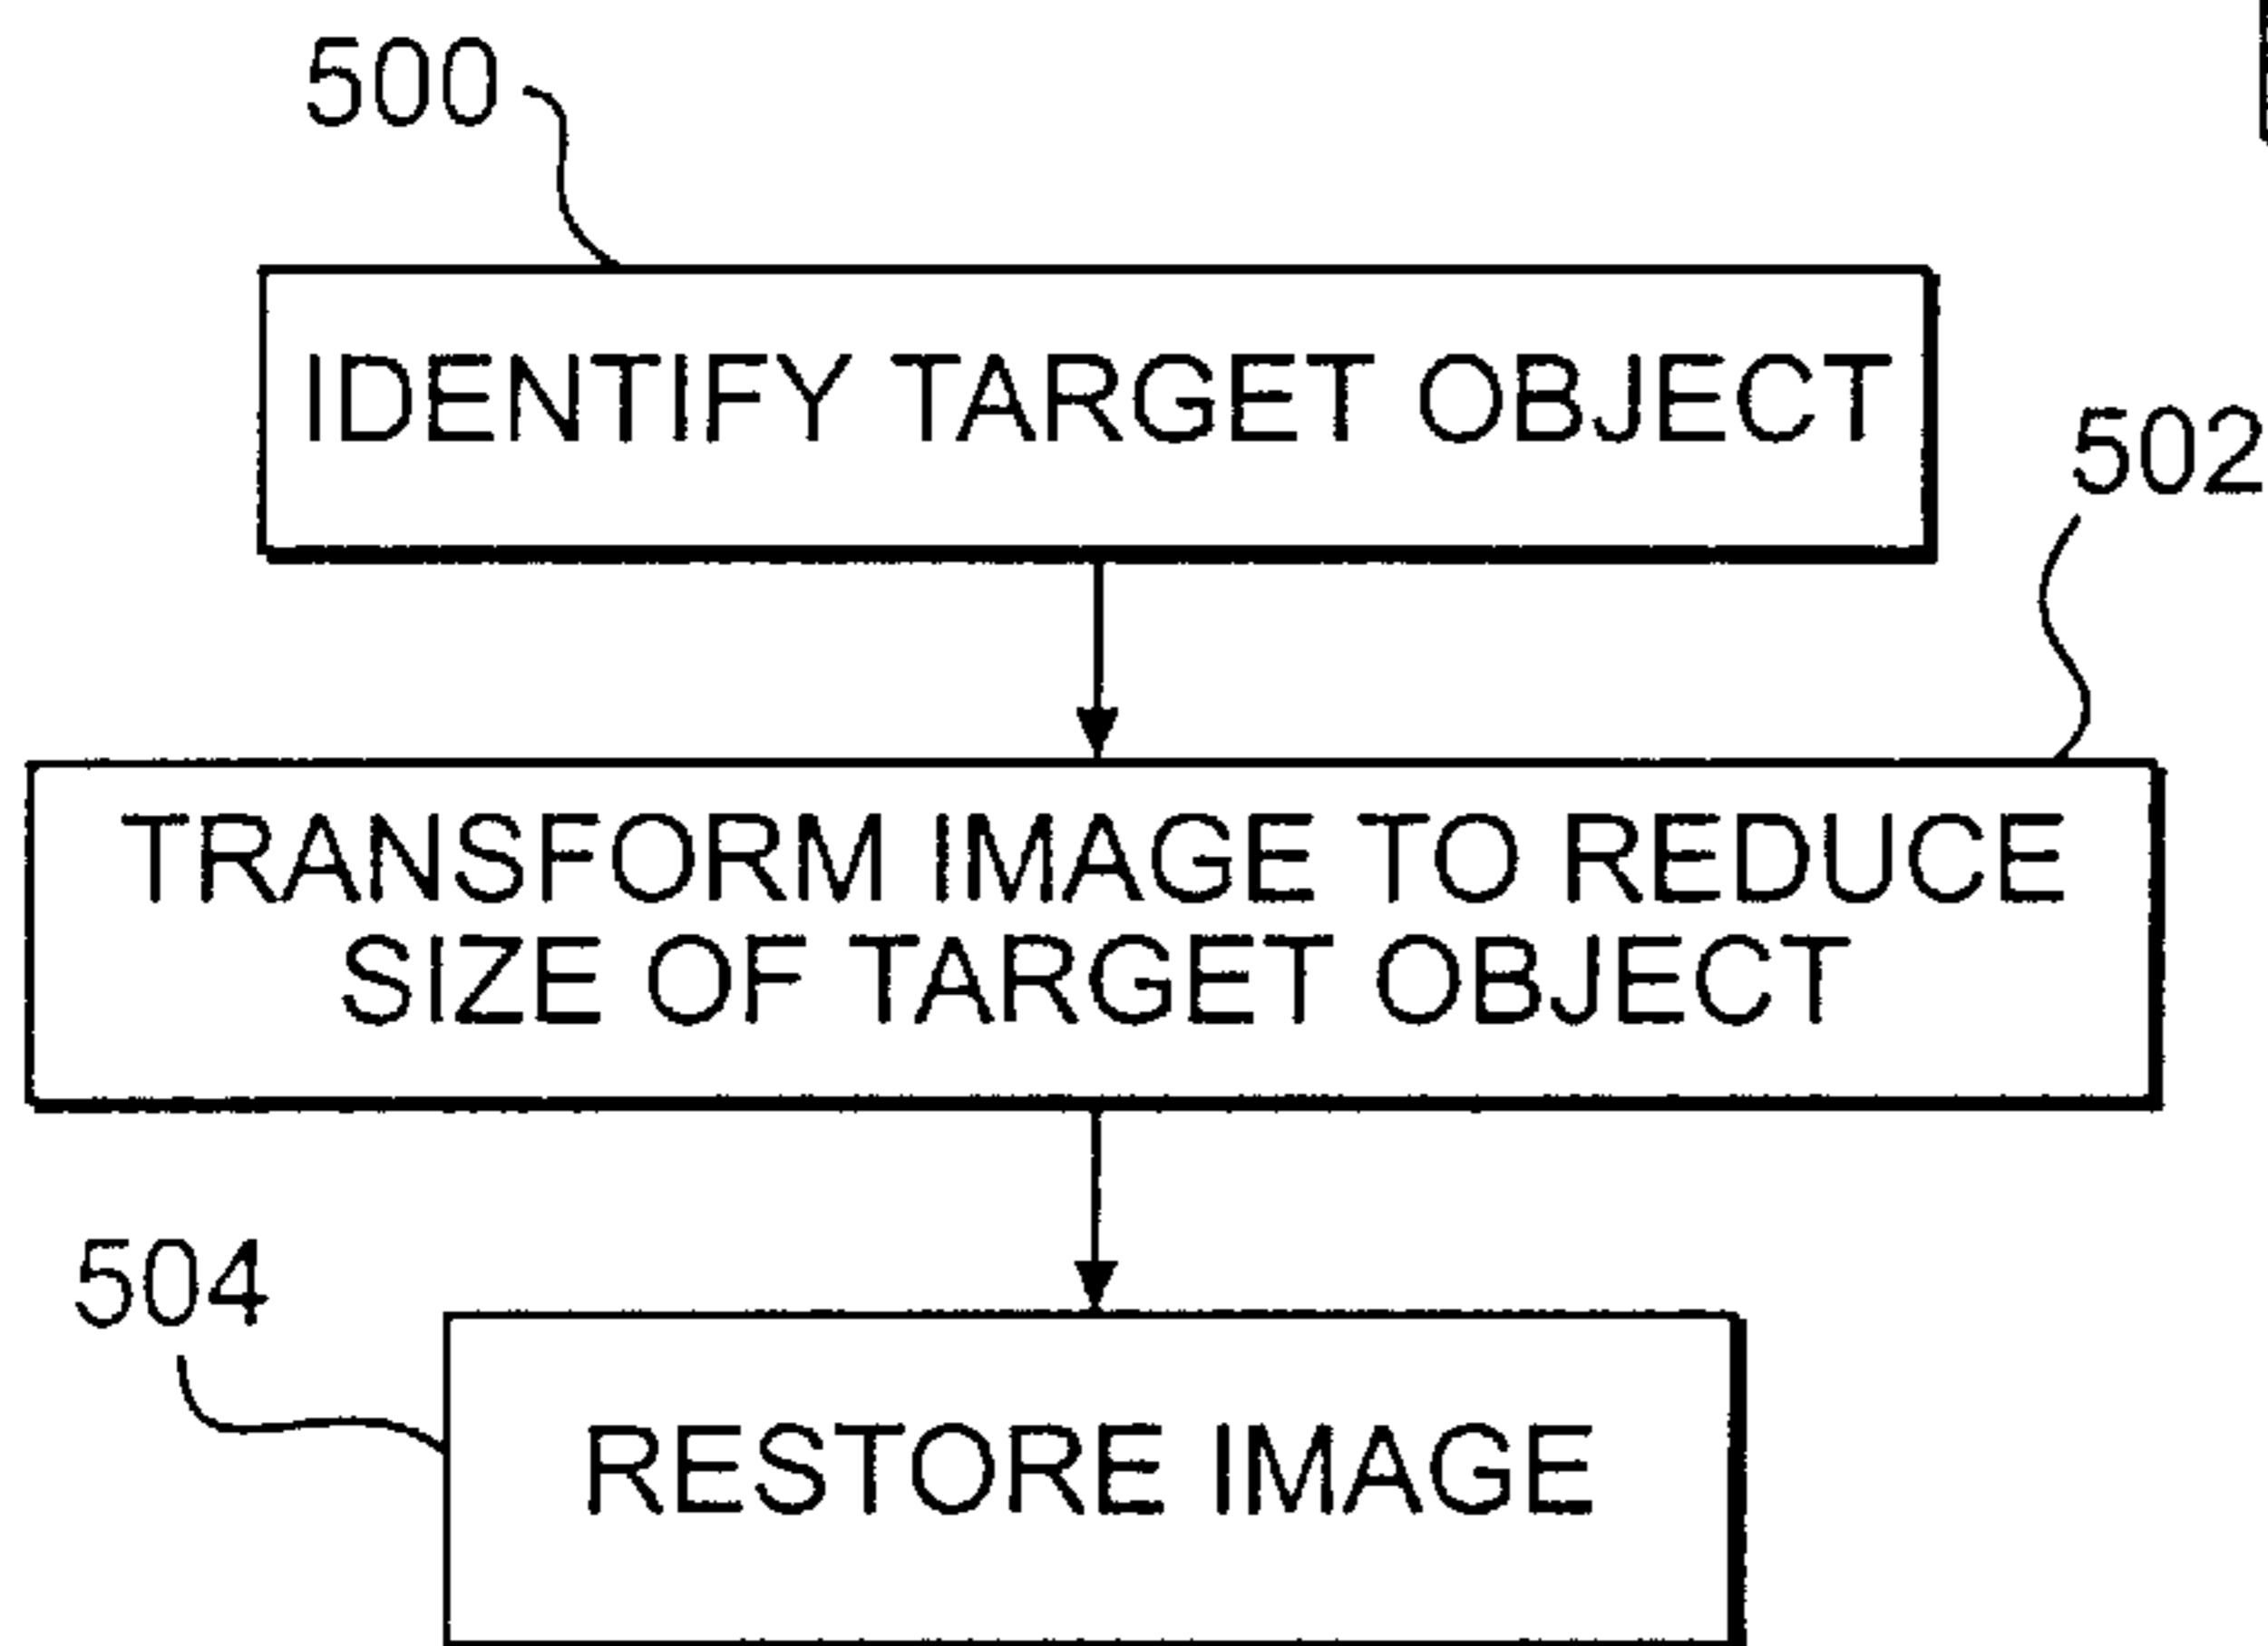 500
IDENTIFY TARGET OBJECT
502
TRANSFORM IMAGE TO REDUCE
SIZE OF TARGET OBJECT
504
RESTORE IMAGE